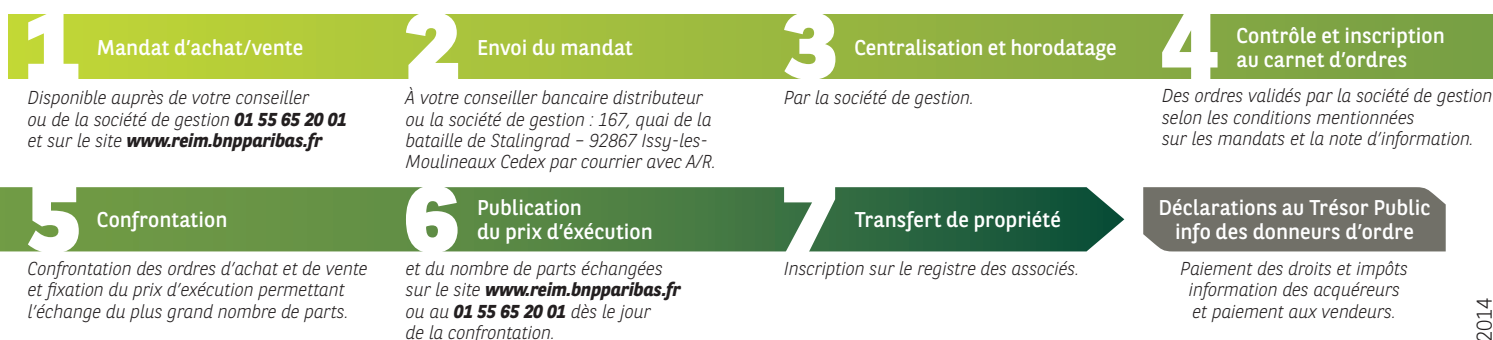 1 Mandat d'achat/vente
Disponible auprès de votre conseiller
ou de la société de gestion 01 55 65 20 01
et sur le site www.reim.bnpparibas.fr
2 Envoi du mandat
À votre conseiller bancaire distributeur
ou la société de gestion : 167, quai de la
bataille de Stalingrad – 92867 Issy-les-
Moulineaux Cedex par courrier avec A/R.
3 Centralisation et horodatage
Par la société de gestion.
4 Contrôle et inscription
au carnet d'ordres
Des ordres validés par la société de gestion
selon les conditions mentionnées
sur les mandats et la note d'information.
5 Confrontation
Confrontation des ordres d'achat et de vente
et fixation du prix d'exécution permettant
l'échange du plus grand nombre de parts.
6 Publication
du prix d'éxécution
et du nombre de parts échangées
sur le site www.reim.bnpparibas.fr
ou au 01 55 65 20 01 dès le jour
de la confrontation.
7 Transfert de propriété
Inscription sur le registre des associés.
Déclarations au Trésor Public
info des donneurs d'ordre
Paiement des droits et impôts
information des acquéreurs
et paiement aux vendeurs.
2014